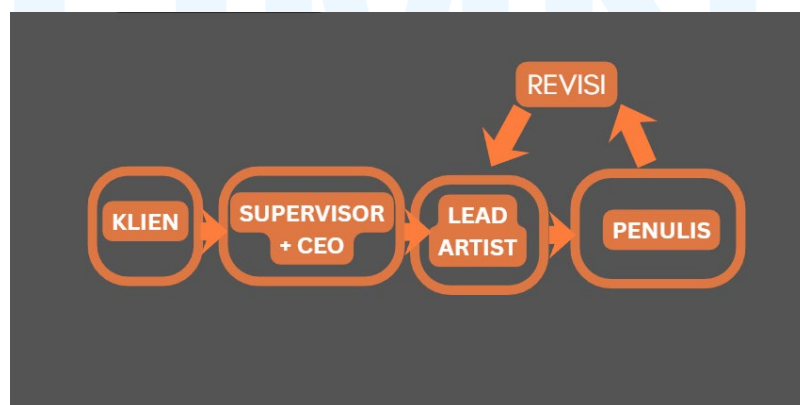 REVISI
KLIEN
SUPERVISOR
+ CEO
LEAD
ARTIST
PENULIS